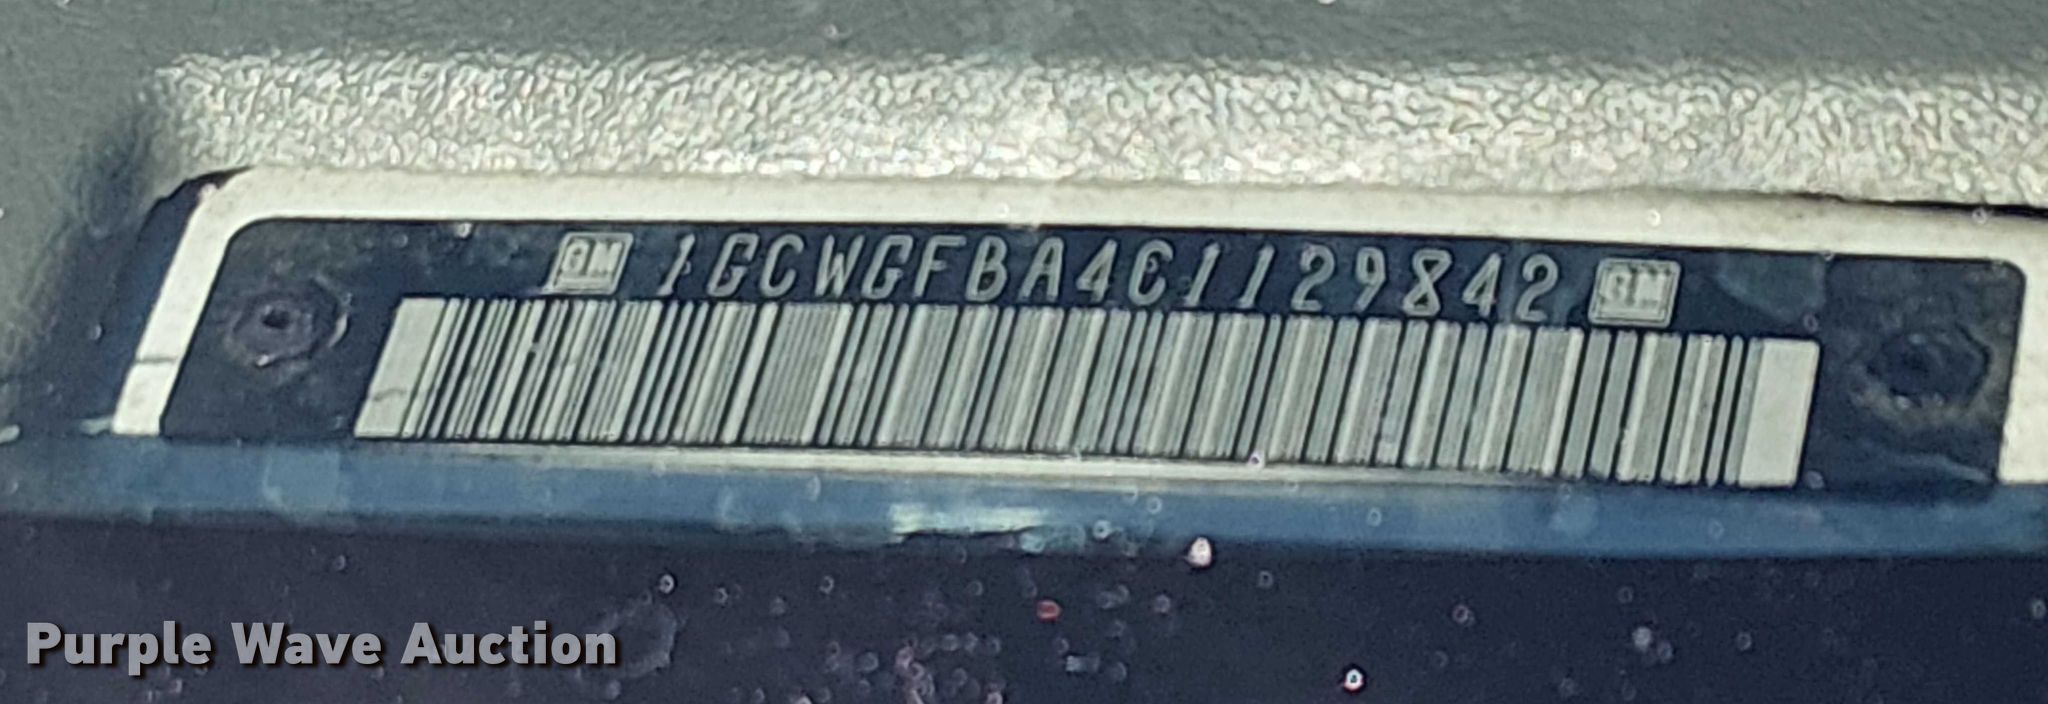 GM 1GCWGFBA4C1129842 GM
Purple Wave Auction